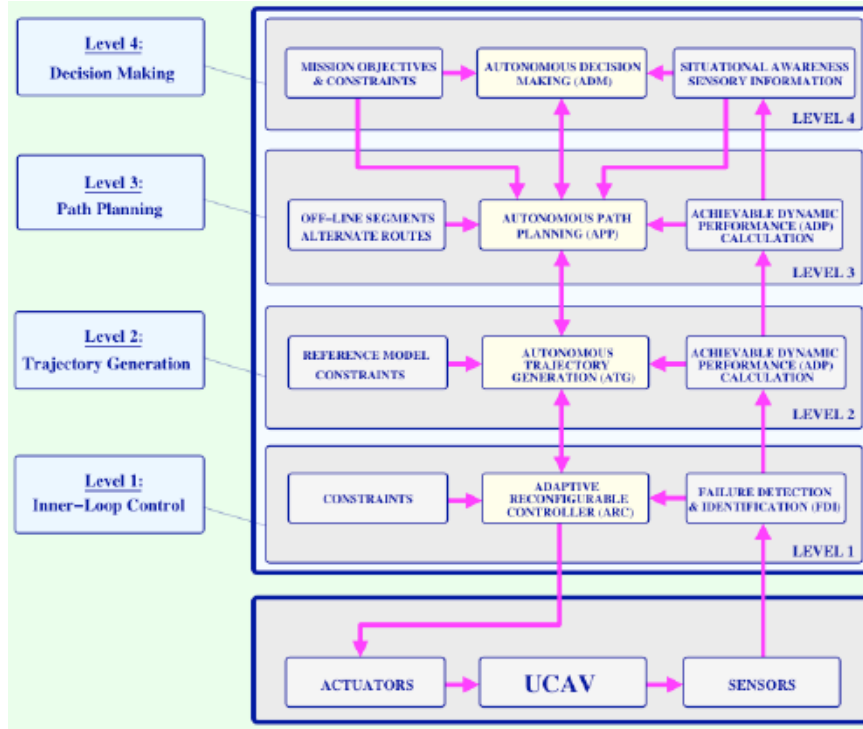 Level 4:
Decision Making
MISSION OBJECTIVES
& CONSTRAINTS
AUTONOMOUS DECISION
MAKING (ADM)
SITUATIONAL AWARENESS
SENSORY INFORMATION
LEVEL 4
Level 3:
Path Planning
OFF-LINE SEGMENTS
ALTERNATE ROUTES
AUTONOMOUS PATH
PLANNING (APP)
ACHIEVABLE DYNAMIC
PERFORMANCE (ADP)
CALCULATION
LEVEL 3
Level 2:
Trajectory Generation
REFERENCE MODEL
CONSTRAINTS
AUTONOMOUS
TRAJECTORY
GENERATION (ATG)
ACHIEVABLE DYNAMIC
PERFORMANCE (ADP)
CALCULATION
LEVEL 2
Level 1:
Inner-Loop Control
CONSTRAINTS
ADAPTIVE
RECONFIGURABLE
CONTROLLER (ARC)
FAILURE DETECTION
& IDENTIFICATION (FDI)
LEVEL 1
ACTUATORS
UCAV
SENSORS